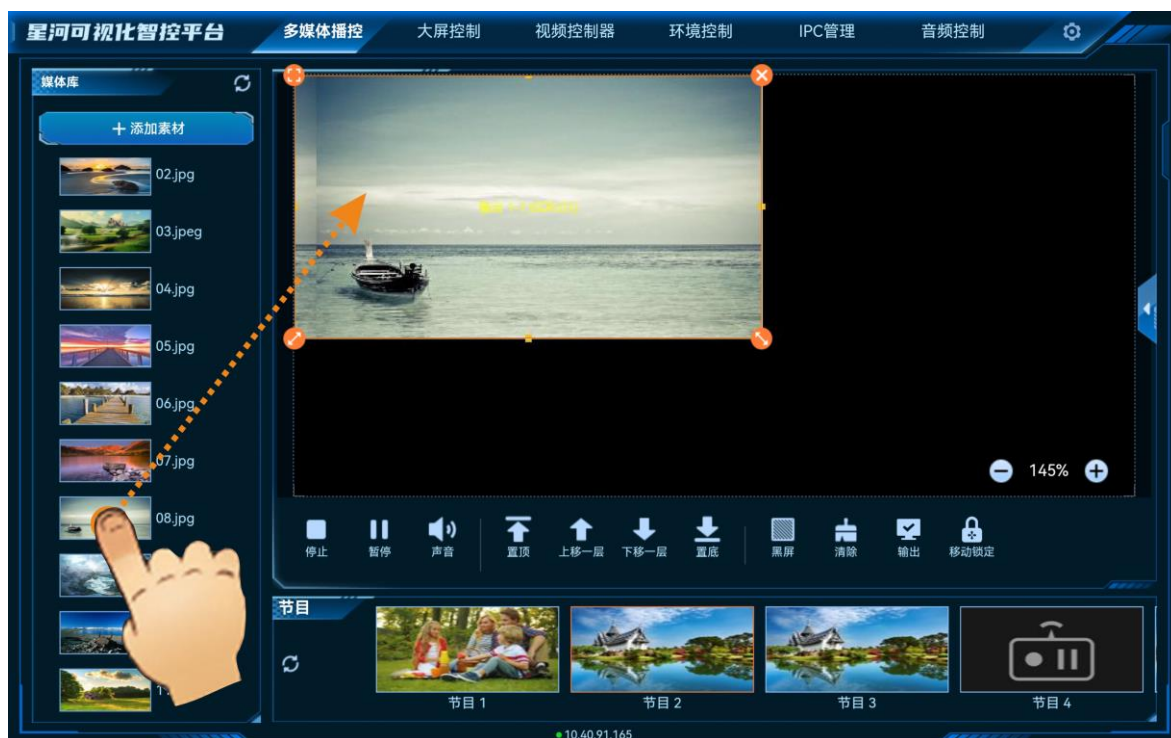 星河可视化智控平台
多媒体播控
大屏控制
视频控制器
环境控制
IPC管理
音频控制
媒体库
＋添加素材
02.jpg
03.jpeg
04.jpg
05.jpg
06.jpg
07.jpg
08.jpg
145%
停止
暂停
声音
置顶
上移一层
下移一层
置底
黑屏
清除
输出
移动锁定
节目
节目 1
节目 2
节目 3
节目 4
10.40.91.165